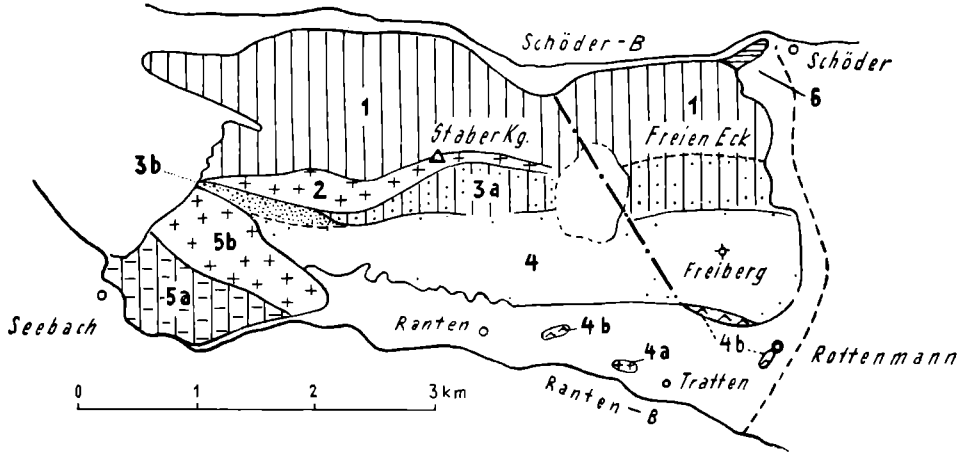 Schöder-B
Schöder
6
1
1
Staber Kg.
Freien Eck
3b
2
3a
5b
4
Freiberg
5a
Seebach
Ranten
4b
4a
4b
Rottenmann
Tratten
Ranten-B
0 1 2 3 km